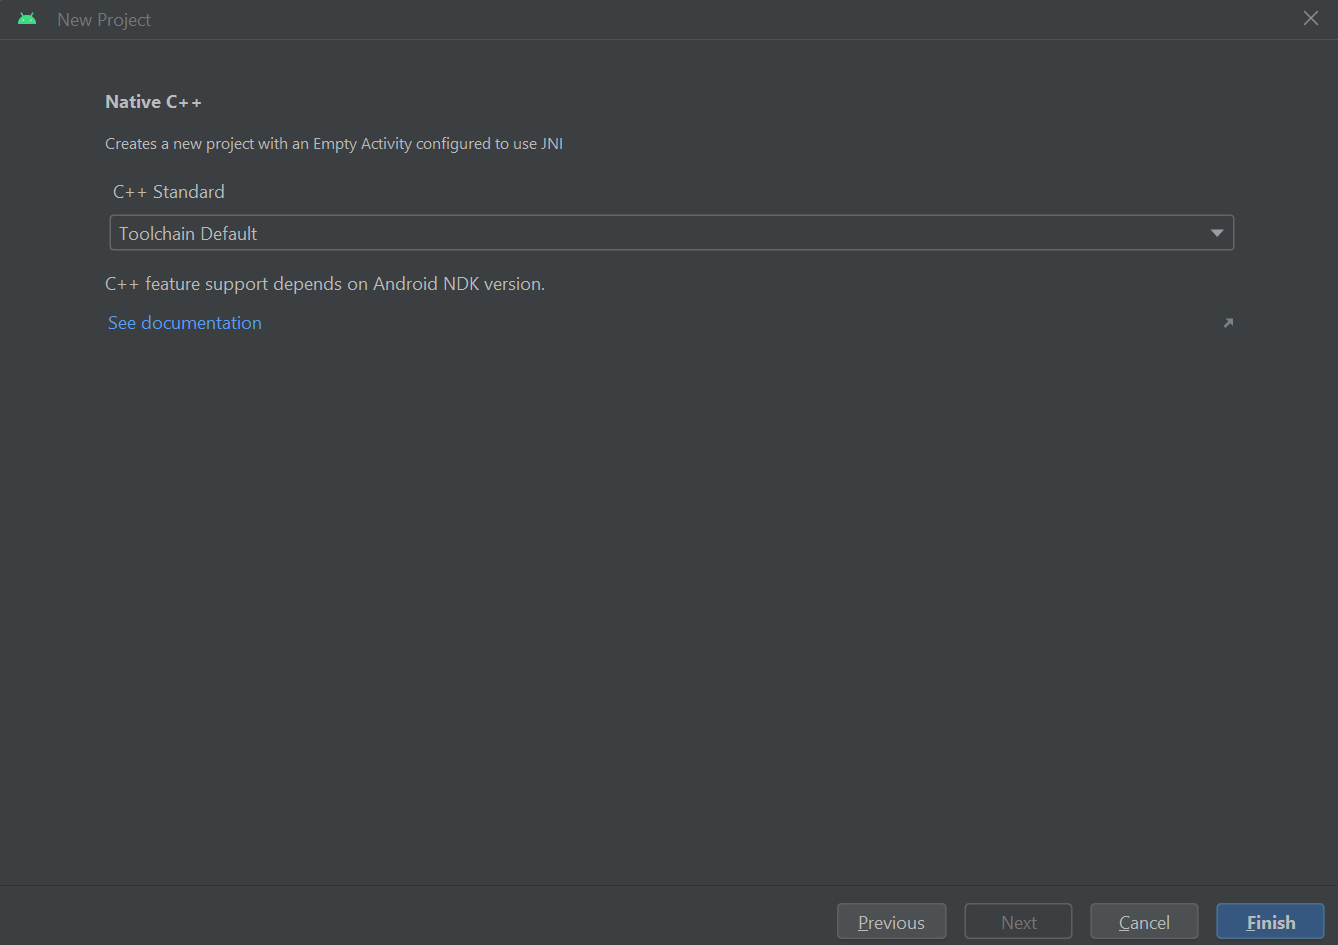 New Project
Native C++
Creates a new project with an Empty Activity configured to use JNI
C++ Standard
Toolchain Default
C++ feature support depends on Android NDK version.
See documentation
Previous
Next
Cancel
Finish